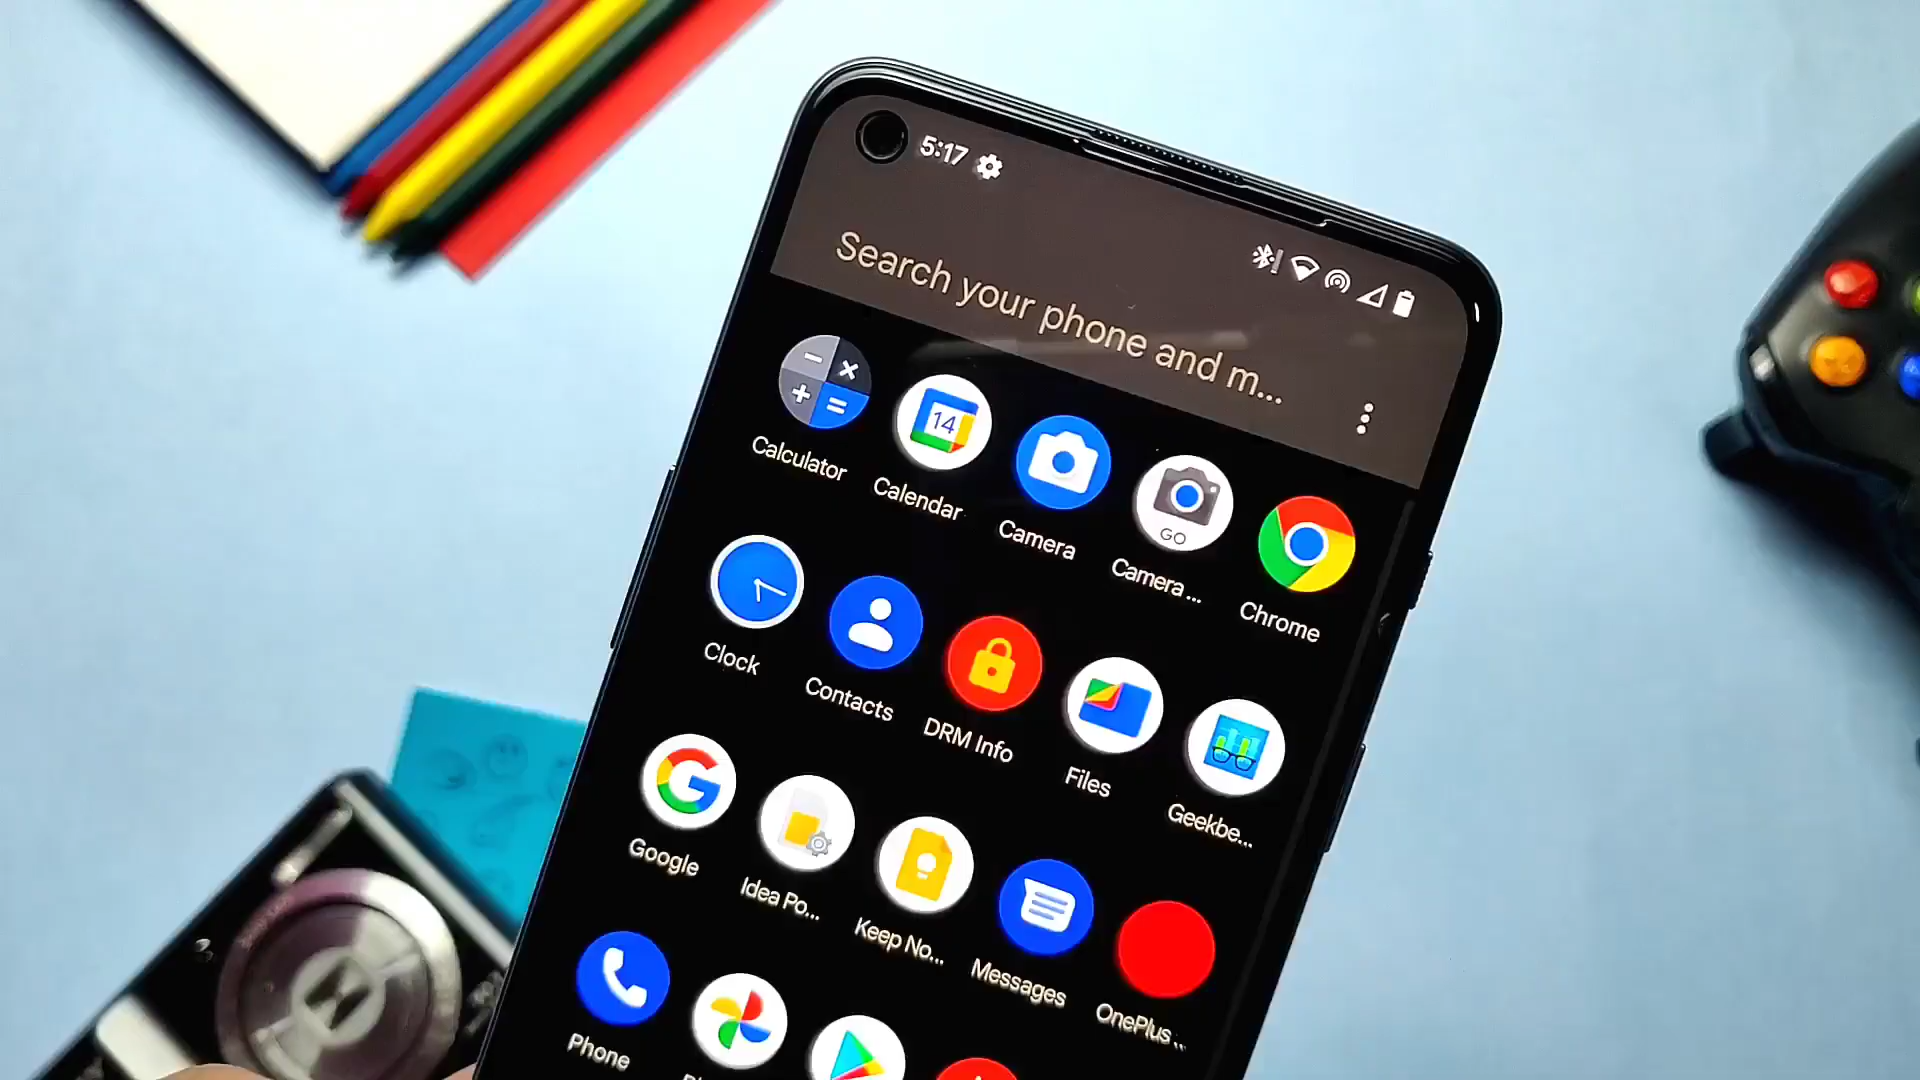 5:17
Search your phone and m...
Calculator
14
Calendar
Camera
GO
Camera ...
Chrome
Clock
Contacts
DRM Info
Files
Geekbe...
Google
Idea Po...
Keep No...
Messages
OnePlus ..
Phone